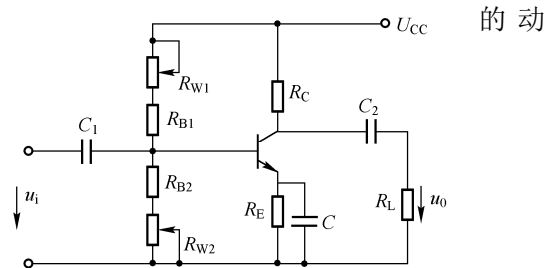 U_CC 的 动
R_W1
R_C
C_1
R_B1
C_2
R_B2
u_i
R_E
C
R_L
u_0
R_W2